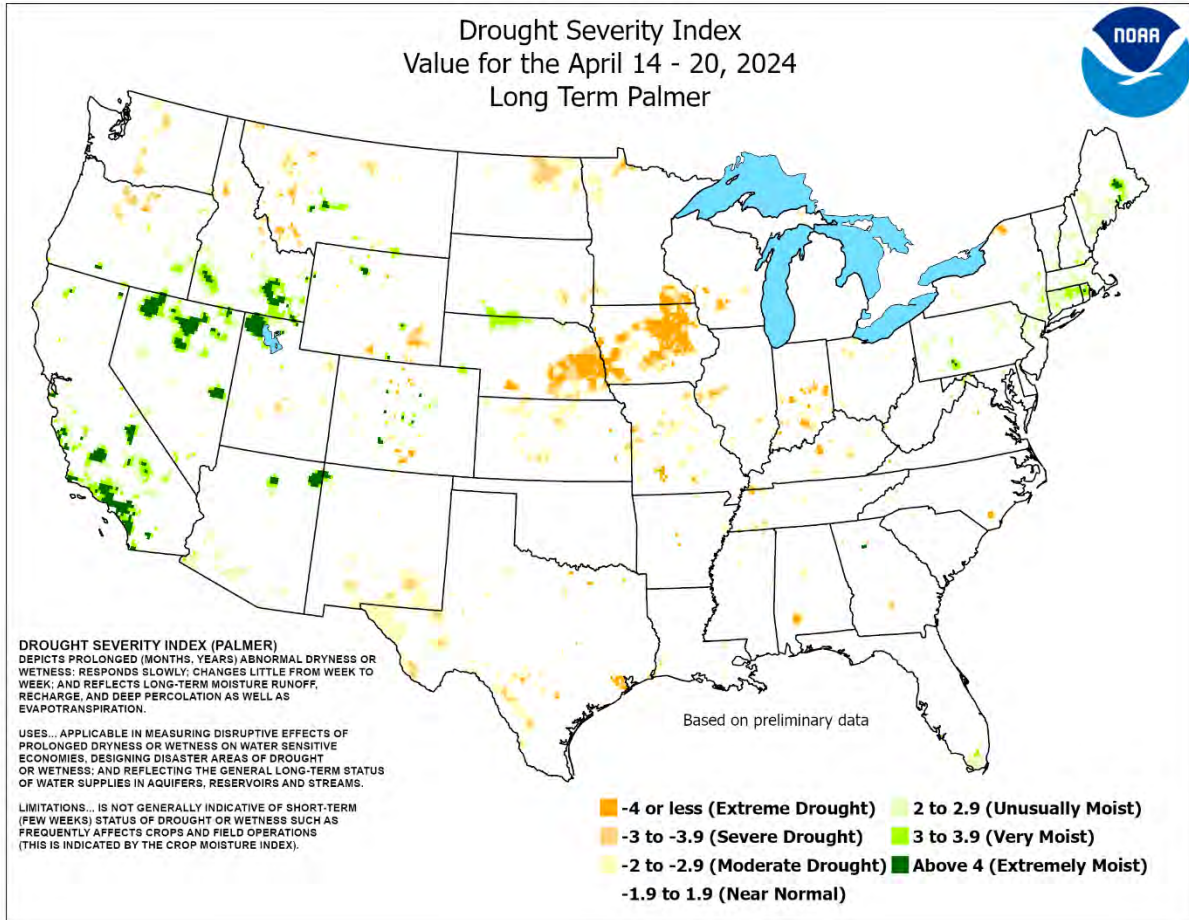 Drought Severity Index
Value for the April 14 - 20, 2024
Long Term Palmer
NOAA
DROUGHT SEVERITY INDEX (PALMER)
DEPICTS PROLONGED (MONTHS, YEARS) ABNORMAL DRYNESS OR
WETNESS: RESPONDS SLOWLY; CHANGES LITTLE FROM WEEK TO
WEEK; AND REFLECTS LONG-TERM MOISTURE RUNOFF,
RECHARGE, AND DEEP PERCOLATION AS WELL AS
EVAPOTRANSPIRATION.
USES... APPLICABLE IN MEASURING DISRUPTIVE EFFECTS OF
PROLONGED DRYNESS OR WETNESS ON WATER SENSITIVE
ECONOMIES, DESIGNING DISASTER AREAS OF DROUGHT
OR WETNESS; AND REFLECTING THE GENERAL LONG-TERM STATUS
OF WATER SUPPLIES IN AQUIFERS, RESERVOIRS AND STREAMS.
LIMITATIONS... IS NOT GENERALLY INDICATIVE OF SHORT-TERM
(FEW WEEKS) STATUS OF DROUGHT OR WETNESS SUCH AS
FREQUENTLY AFFECTS CROPS AND FIELD OPERATIONS
(THIS IS INDICATED BY THE CROP MOISTURE INDEX).
Based on preliminary data
-4 or less (Extreme Drought)
-3 to -3.9 (Severe Drought)
-2 to -2.9 (Moderate Drought)
-1.9 to 1.9 (Near Normal)
2 to 2.9 (Unusually Moist)
3 to 3.9 (Very Moist)
Above 4 (Extremely Moist)